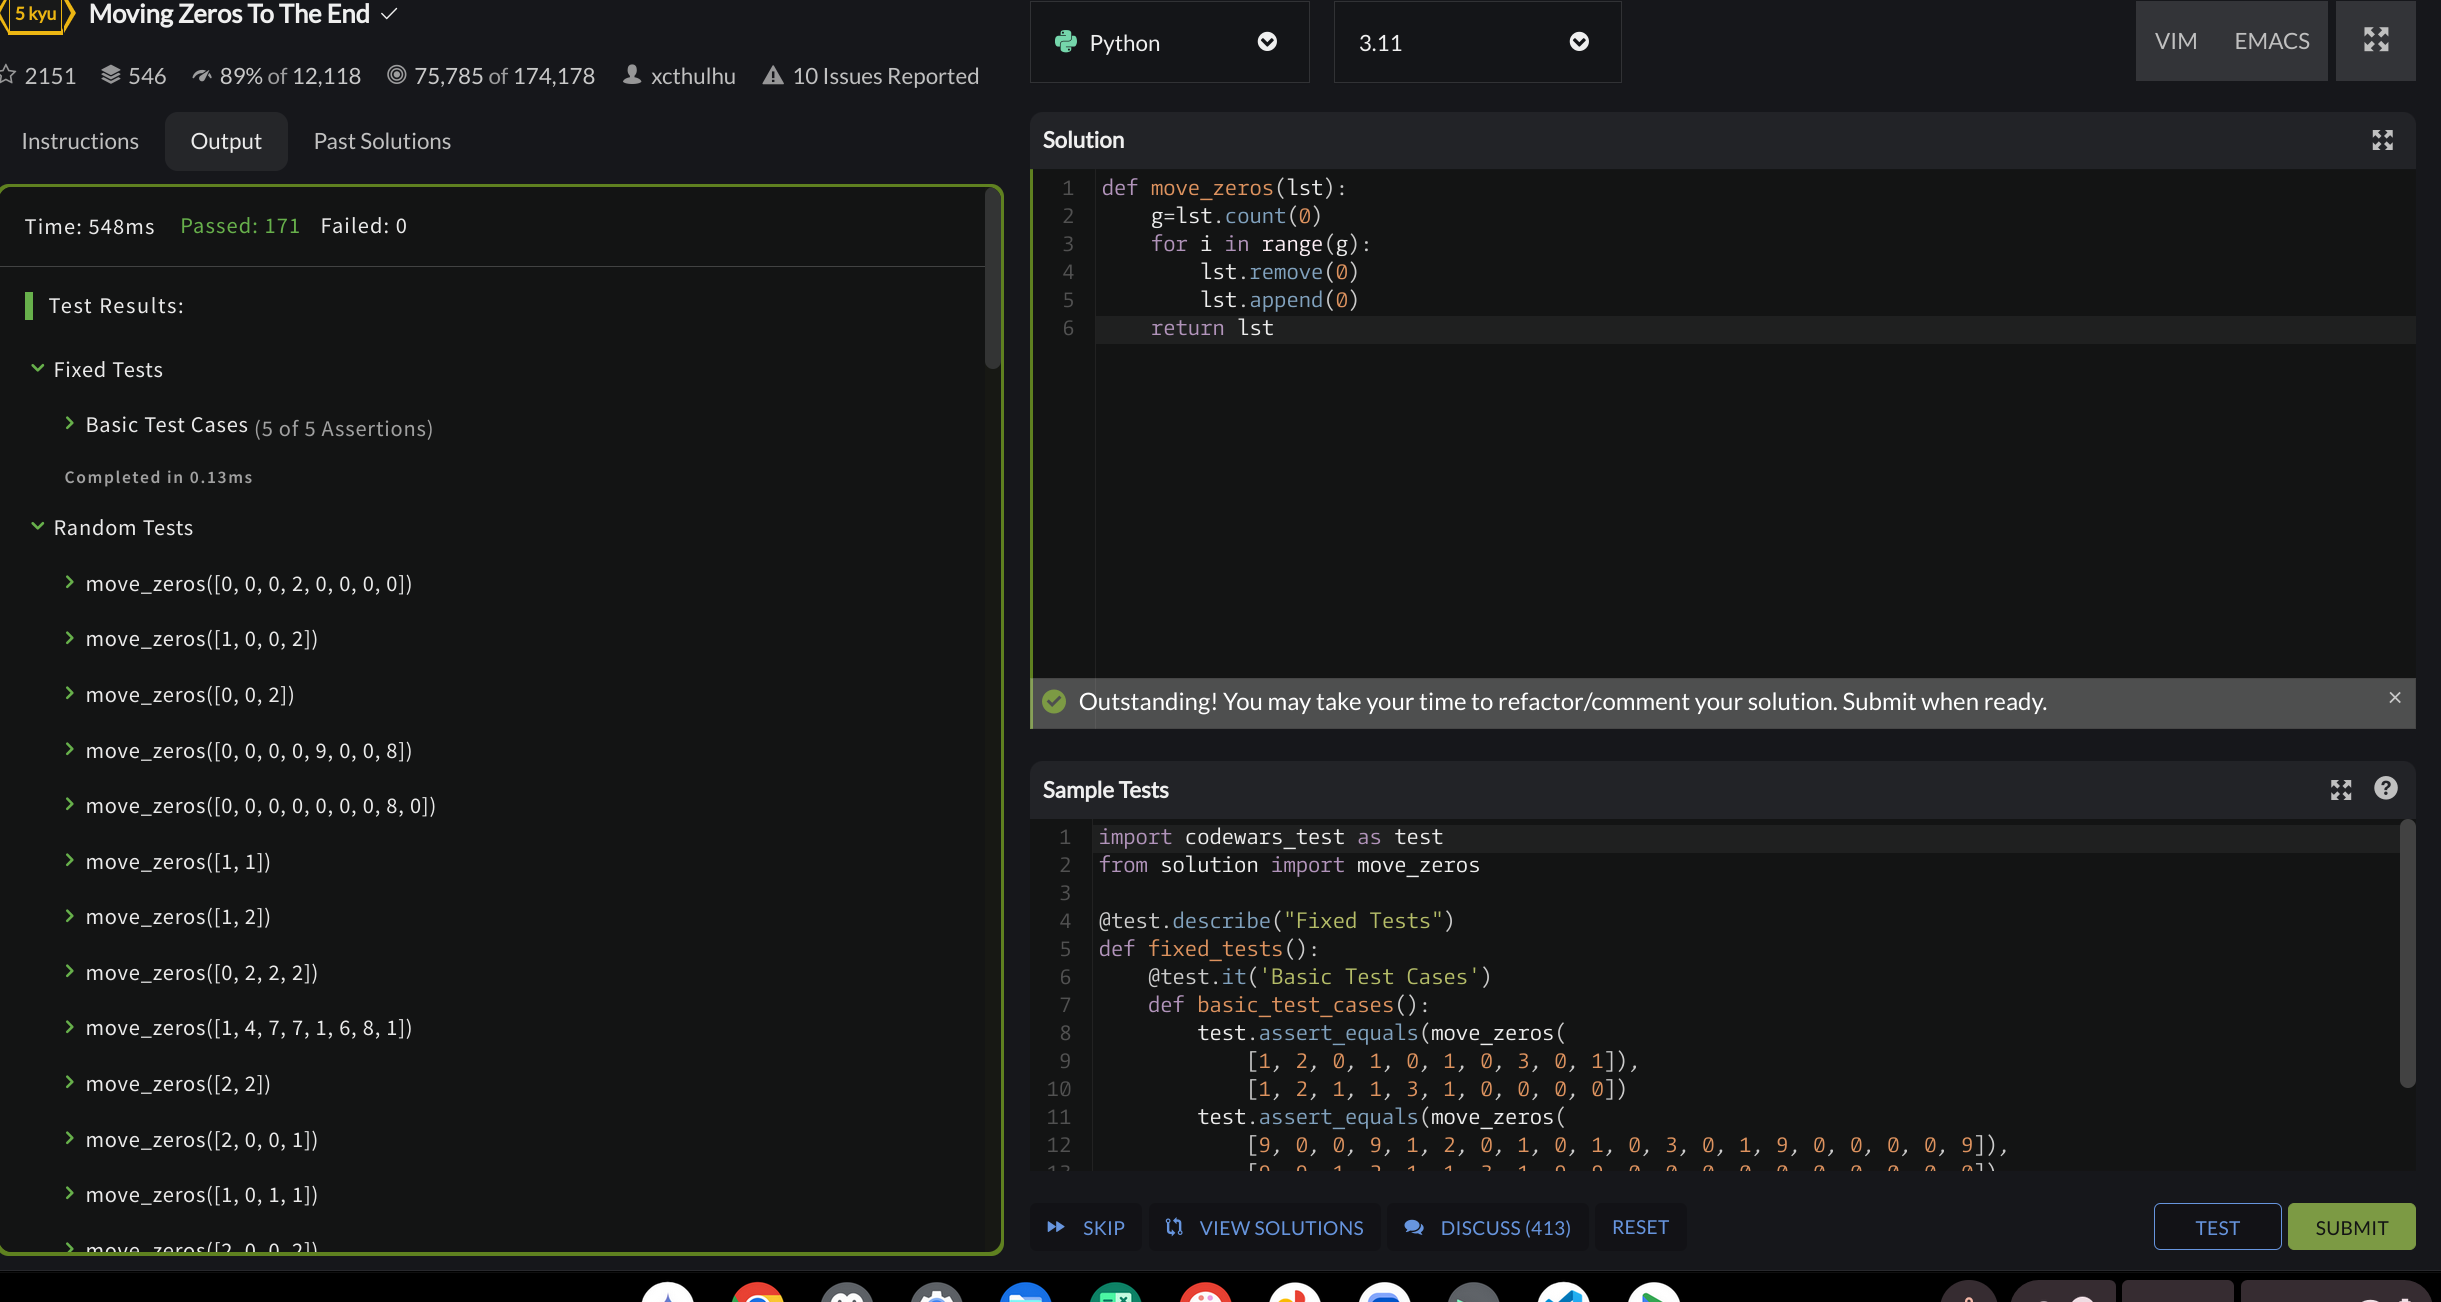 5 kyu Moving Zeros To The End
2151 546 89% of 12,118 75,785 of 174,178 xcthulhu 10 Issues Reported
Instructions Output Past Solutions
Time: 548ms Passed: 171 Failed: 0
Test Results:
Fixed Tests
Basic Test Cases (5 of 5 Assertions)
Completed in 0.13ms
Random Tests
move_zeros([0, 0, 0, 2, 0, 0, 0, 0])
move_zeros([1, 0, 0, 2])
move_zeros([0, 0, 2])
move_zeros([0, 0, 0, 0, 9, 0, 0, 8])
move_zeros([0, 0, 0, 0, 0, 0, 0, 8, 0])
move_zeros([1, 1])
move_zeros([1, 2])
move_zeros([0, 2, 2, 2])
move_zeros([1, 4, 7, 7, 1, 6, 8, 1])
move_zeros([2, 2])
move_zeros([2, 0, 0, 1])
move_zeros([1, 0, 1, 1])
move_zeros([2, 0, 0, 2])
Python 3.11 VIM EMACS
Solution
1 def move_zeros(lst):
2 g=lst.count(0)
3 for i in range(g):
4 lst.remove(0)
5 lst.append(0)
6 return lst
Outstanding! You may take your time to refactor/comment your solution. Submit when ready.
Sample Tests
1 import codewars_test as test
2 from solution import move_zeros
3
4 @test.describe("Fixed Tests")
5 def fixed_tests():
6 @test.it('Basic Test Cases')
7 def basic_test_cases():
8 test.assert_equals(move_zeros(
9 [1, 2, 0, 1, 0, 1, 0, 3, 0, 1]),
10 [1, 2, 1, 1, 3, 1, 0, 0, 0, 0])
11 test.assert_equals(move_zeros(
12 [9, 0, 0, 9, 1, 2, 0, 1, 0, 1, 0, 3, 0, 1, 9, 0, 0, 0, 0, 9]),
SKIP VIEW SOLUTIONS DISCUSS (413) RESET TEST SUBMIT